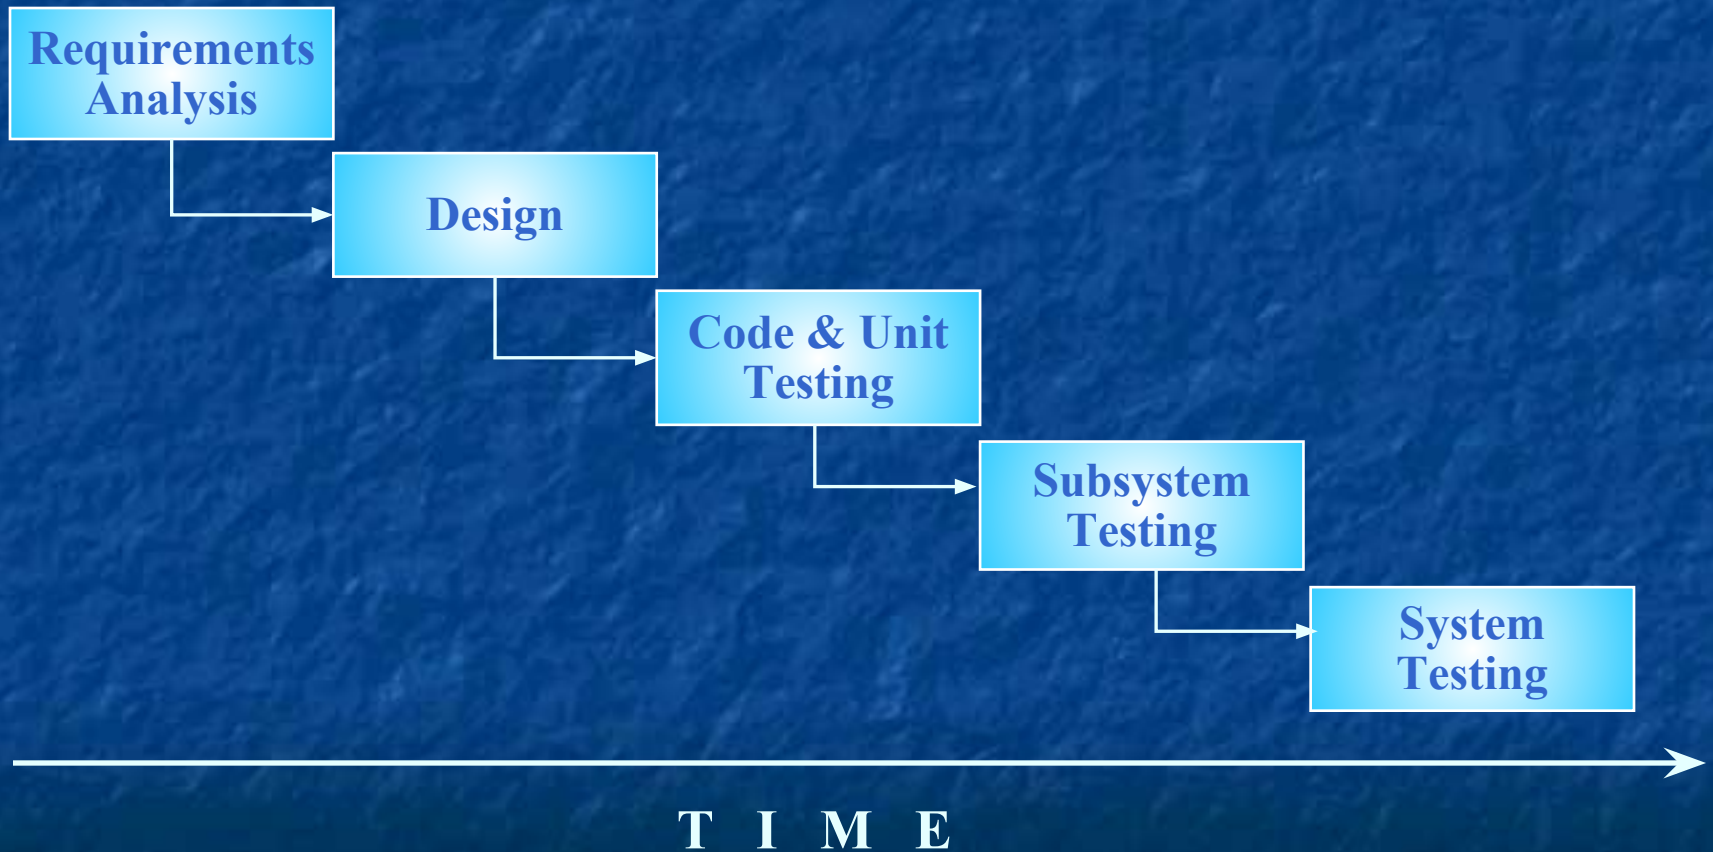 Requirements
Analysis
Design
Code & Unit
Testing
Subsystem
Testing
System
Testing
T I M E